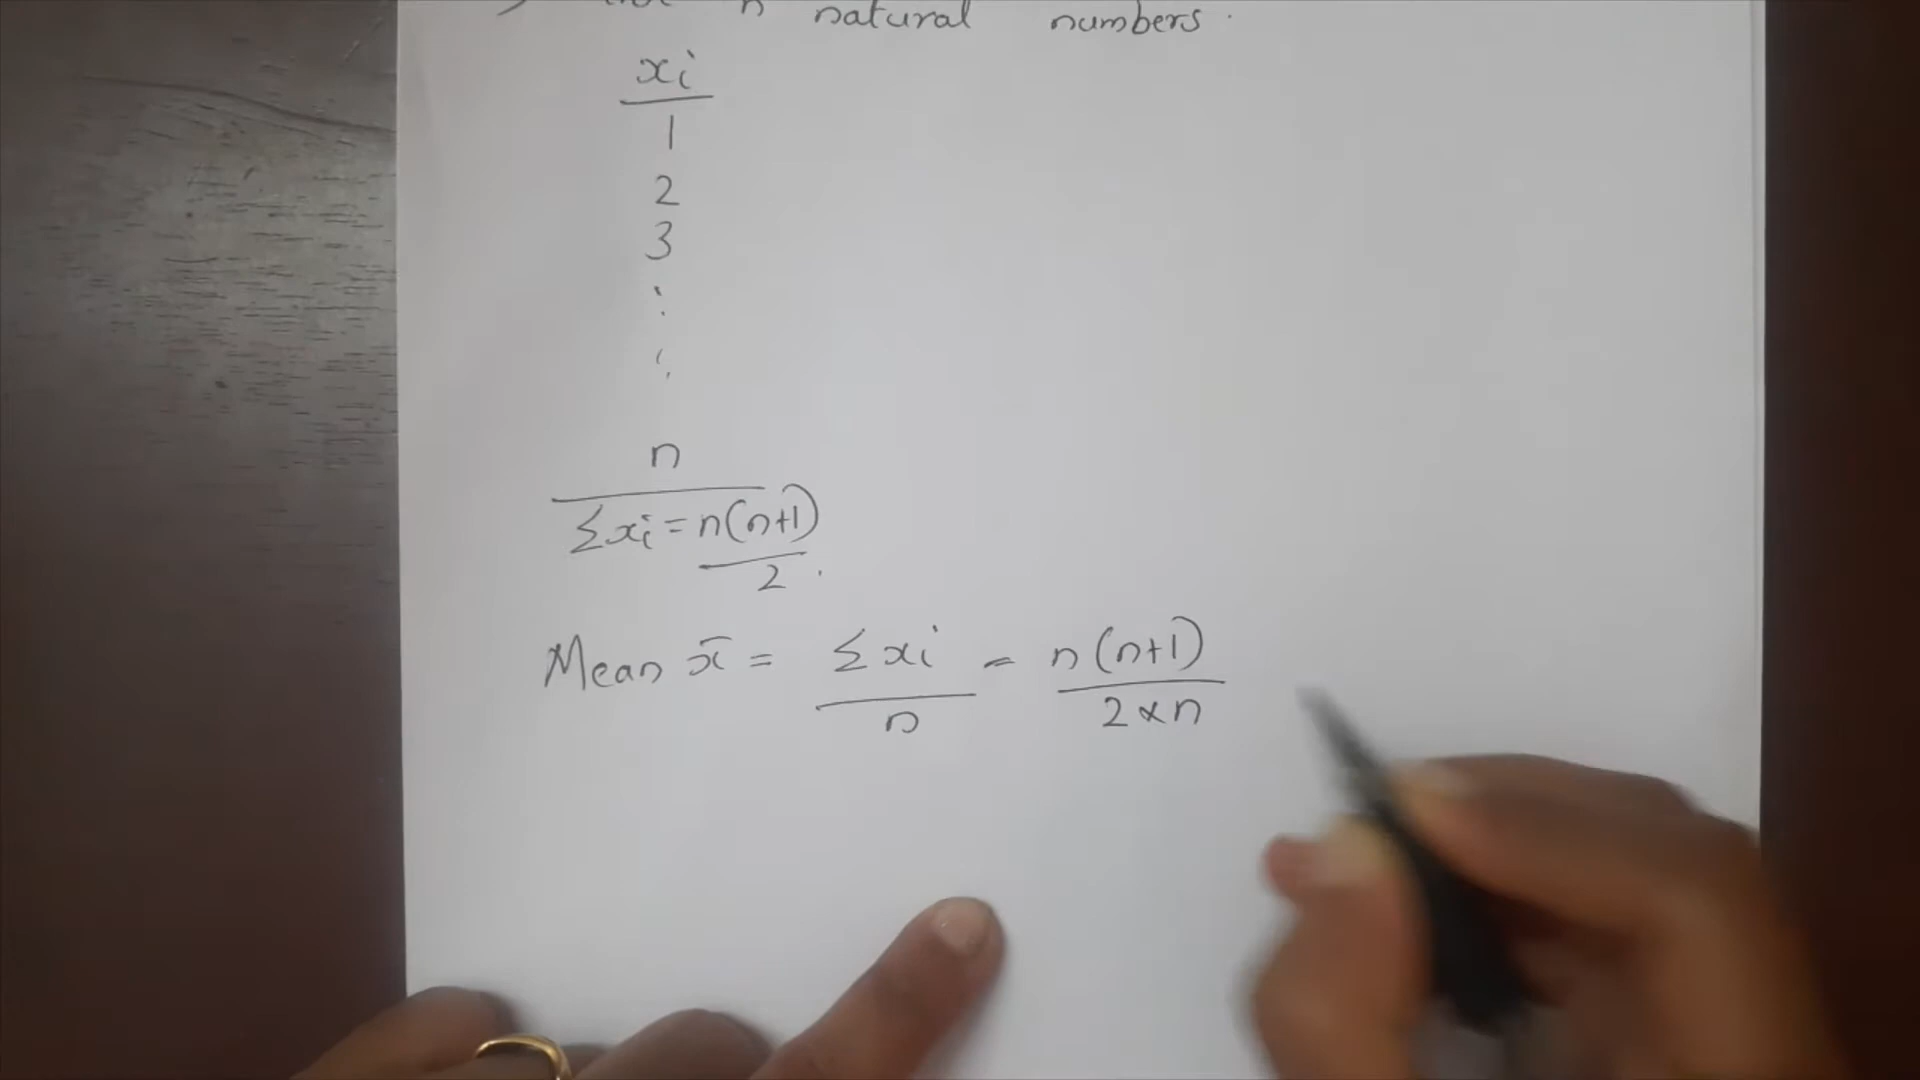 n natural numbers.
xi
1
2
3
n
Σxi = n(n+1)
2
Mean x̄ = Σxi = n(n+1)
n 2×n